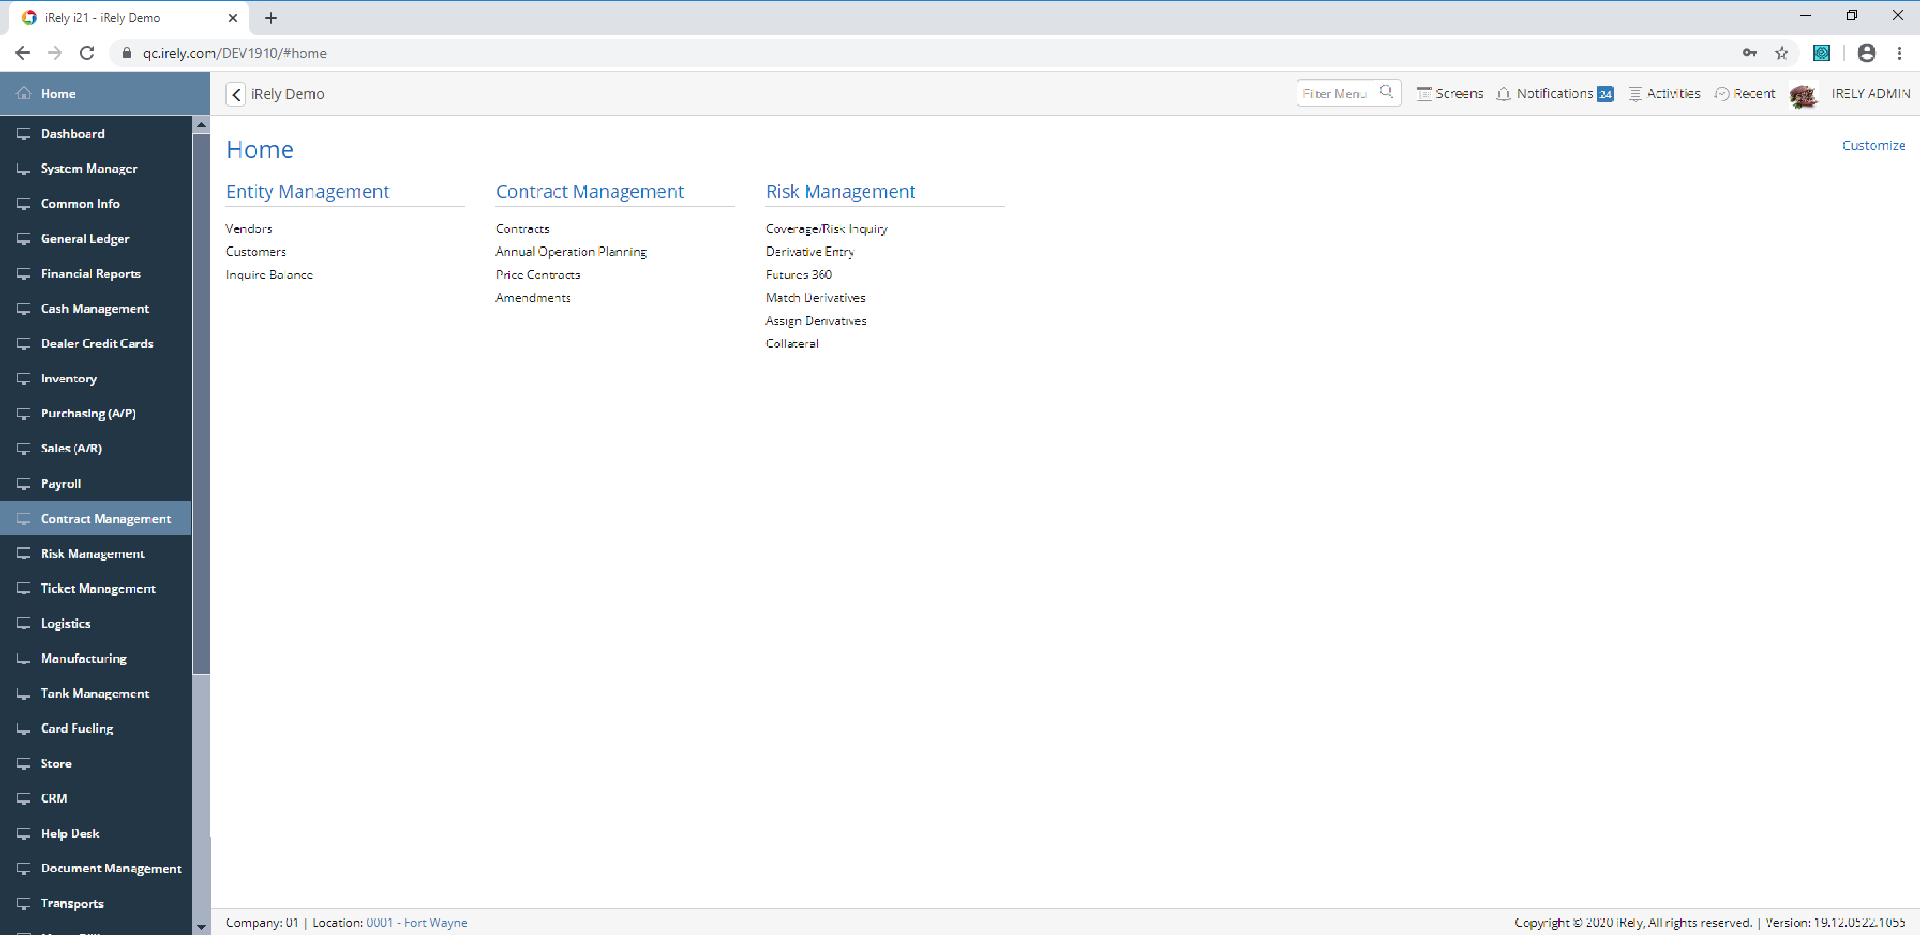 iRely i21 - iRely Demo
qc.irely.com/DEV1910/#home
Home
iRely Demo
Filter Menu
Screens
Notifications 24
Activities
Recent
IRELY ADMIN
Dashboard
System Manager
Common Info
General Ledger
Financial Reports
Cash Management
Dealer Credit Cards
Inventory
Purchasing (A/P)
Sales (A/R)
Payroll
Contract Management
Risk Management
Ticket Management
Logistics
Manufacturing
Tank Management
Card Fueling
Store
CRM
Help Desk
Document Management
Transports
Home
Customize
Entity Management
Vendors
Customers
Inquire Balance
Contract Management
Contracts
Annual Operation Planning
Price Contracts
Amendments
Risk Management
Coverage/Risk Inquiry
Derivative Entry
Futures 360
Match Derivatives
Assign Derivatives
Collateral
Company: 01 | Location: 0001 - Fort Wayne
Copyright © 2020 iRely, All rights reserved. | Version: 19.12.0522.1055